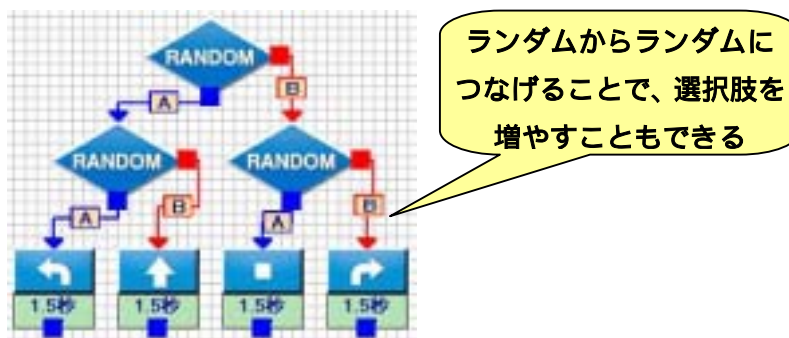 RANDOM
A
B
RANDOM
RANDOM
A
B
A
B
1.5秒
1.5秒
1.5秒
1.5秒
ランダムからランダムに
つなげることで、選択肢を
増やすこともできる